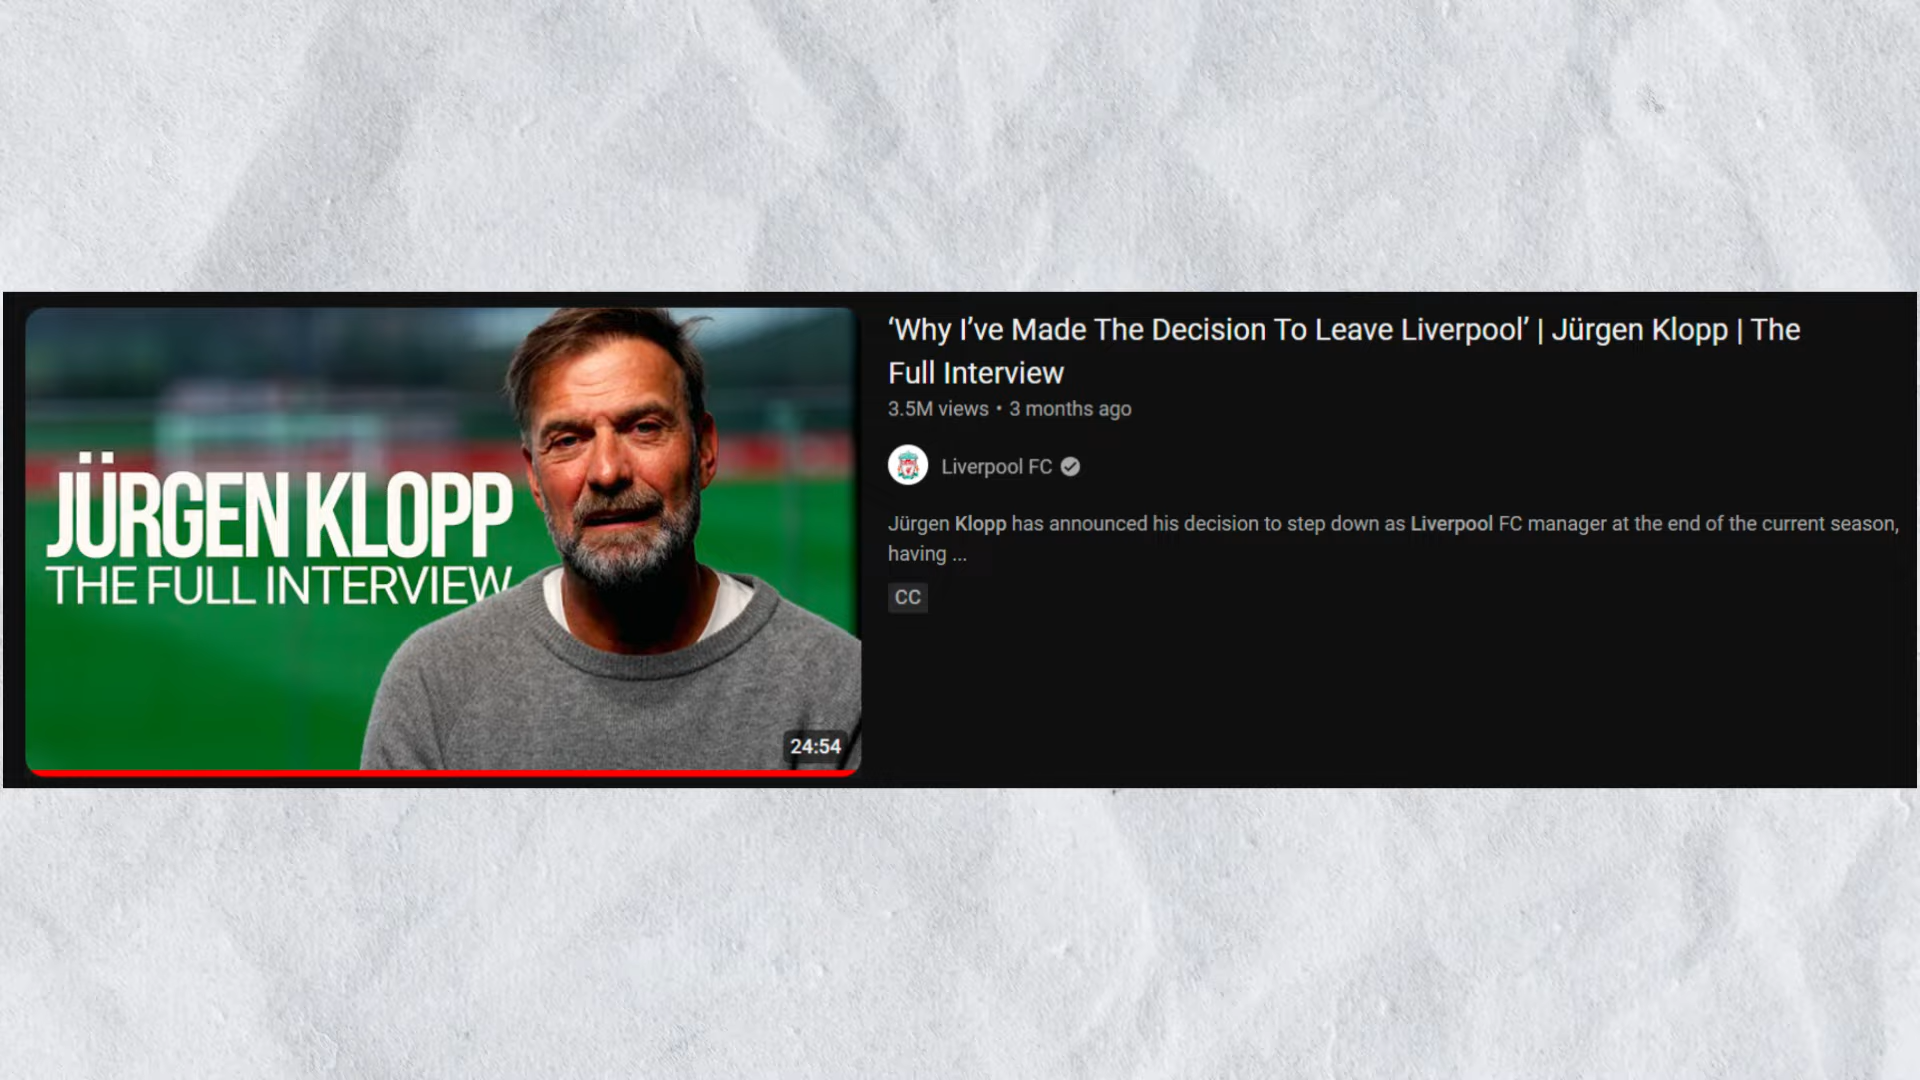 JÜRGEN KLOPP
THE FULL INTERVIEW
24:54
‘Why I’ve Made The Decision To Leave Liverpool’ | Jürgen Klopp | The
Full Interview
3.5M views • 3 months ago
Liverpool FC
Jürgen Klopp has announced his decision to step down as Liverpool FC manager at the end of the current season,
having ...
CC